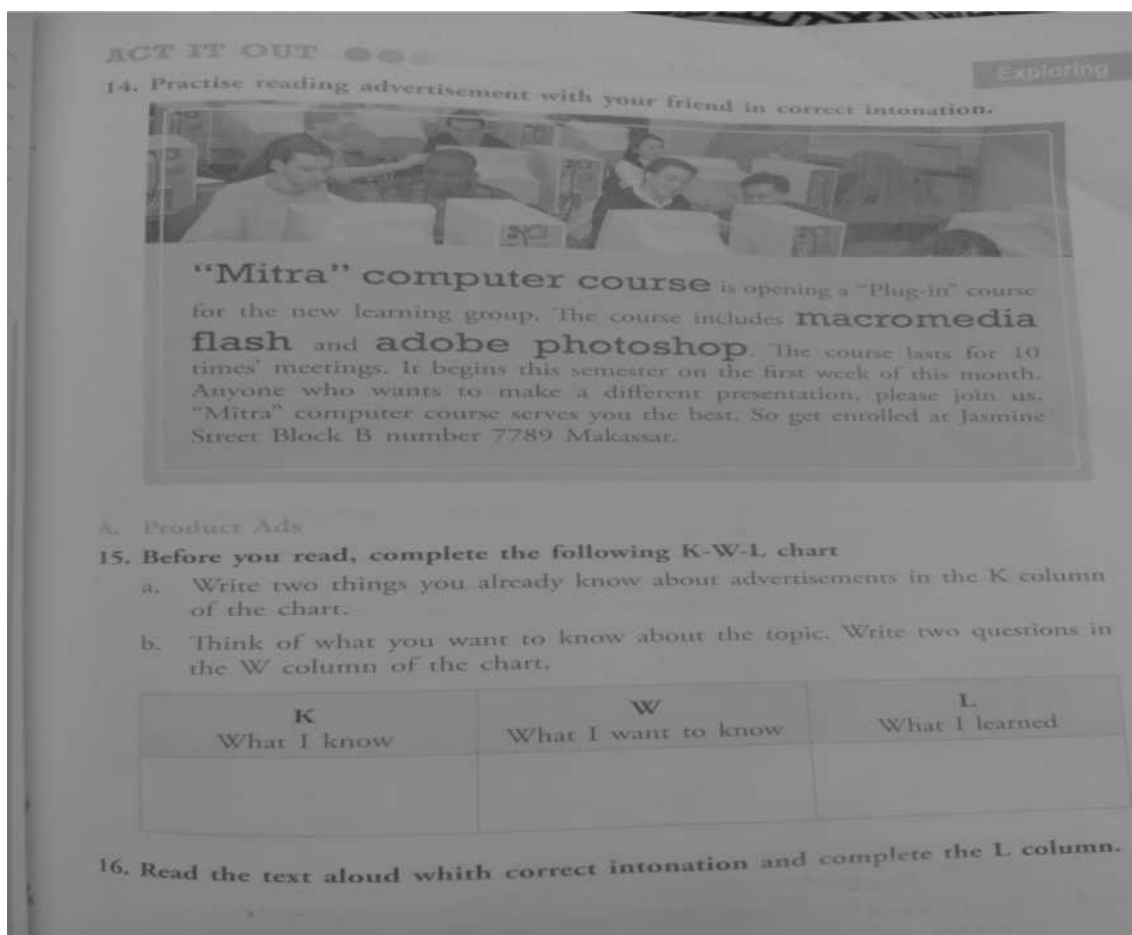 ACT IT OUT
Exploring
14. Practise reading advertisement with your friend in correct intonation.
“Mitra” computer course is opening a “Plug-in” course
for the new learning group. The course includes macromedia
flash and adobe photoshop. The course lasts for 10
times’ meetings. It begins this semester on the first week of this month.
Anyone who wants to make a different presentation, please join us.
“Mitra” computer course serves you the best. So get enrolled at Jasmine
Street Block B number 7789 Makassar.
A. Product Ads
15. Before you read, complete the following K-W-L chart
a. Write two things you already know about advertisements in the K column
of the chart.
b. Think of what you want to know about the topic. Write two questions in
the W column of the chart.
K
What I know
W
What I want to know
L
What I learned
16. Read the text aloud whith correct intonation and complete the L column.